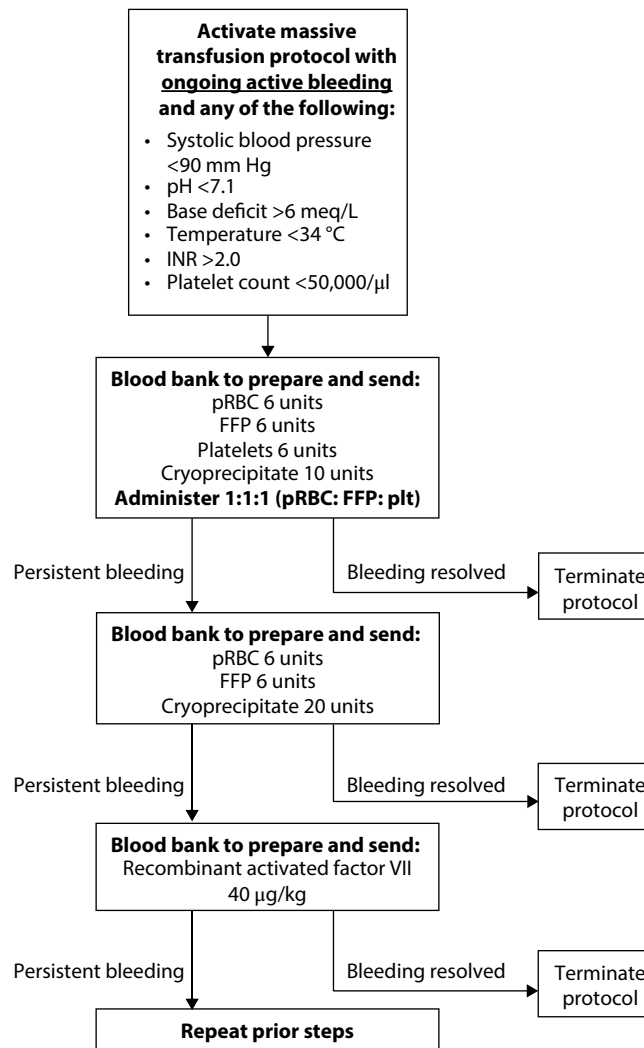 Activate massive
transfusion protocol with
ongoing active bleeding
and any of the following:
• Systolic blood pressure
<90 mm Hg
• pH <7.1
• Base deficit >6 meq/L
• Temperature <34 °C
• INR >2.0
• Platelet count <50,000/μl
Blood bank to prepare and send:
pRBC 6 units
FFP 6 units
Platelets 6 units
Cryoprecipitate 10 units
Administer 1:1:1 (pRBC: FFP: plt)
Persistent bleeding
Bleeding resolved
Terminate
protocol
Blood bank to prepare and send:
pRBC 6 units
FFP 6 units
Cryoprecipitate 20 units
Persistent bleeding
Bleeding resolved
Terminate
protocol
Blood bank to prepare and send:
Recombinant activated factor VII
40 μg/kg
Persistent bleeding
Bleeding resolved
Terminate
protocol
Repeat prior steps